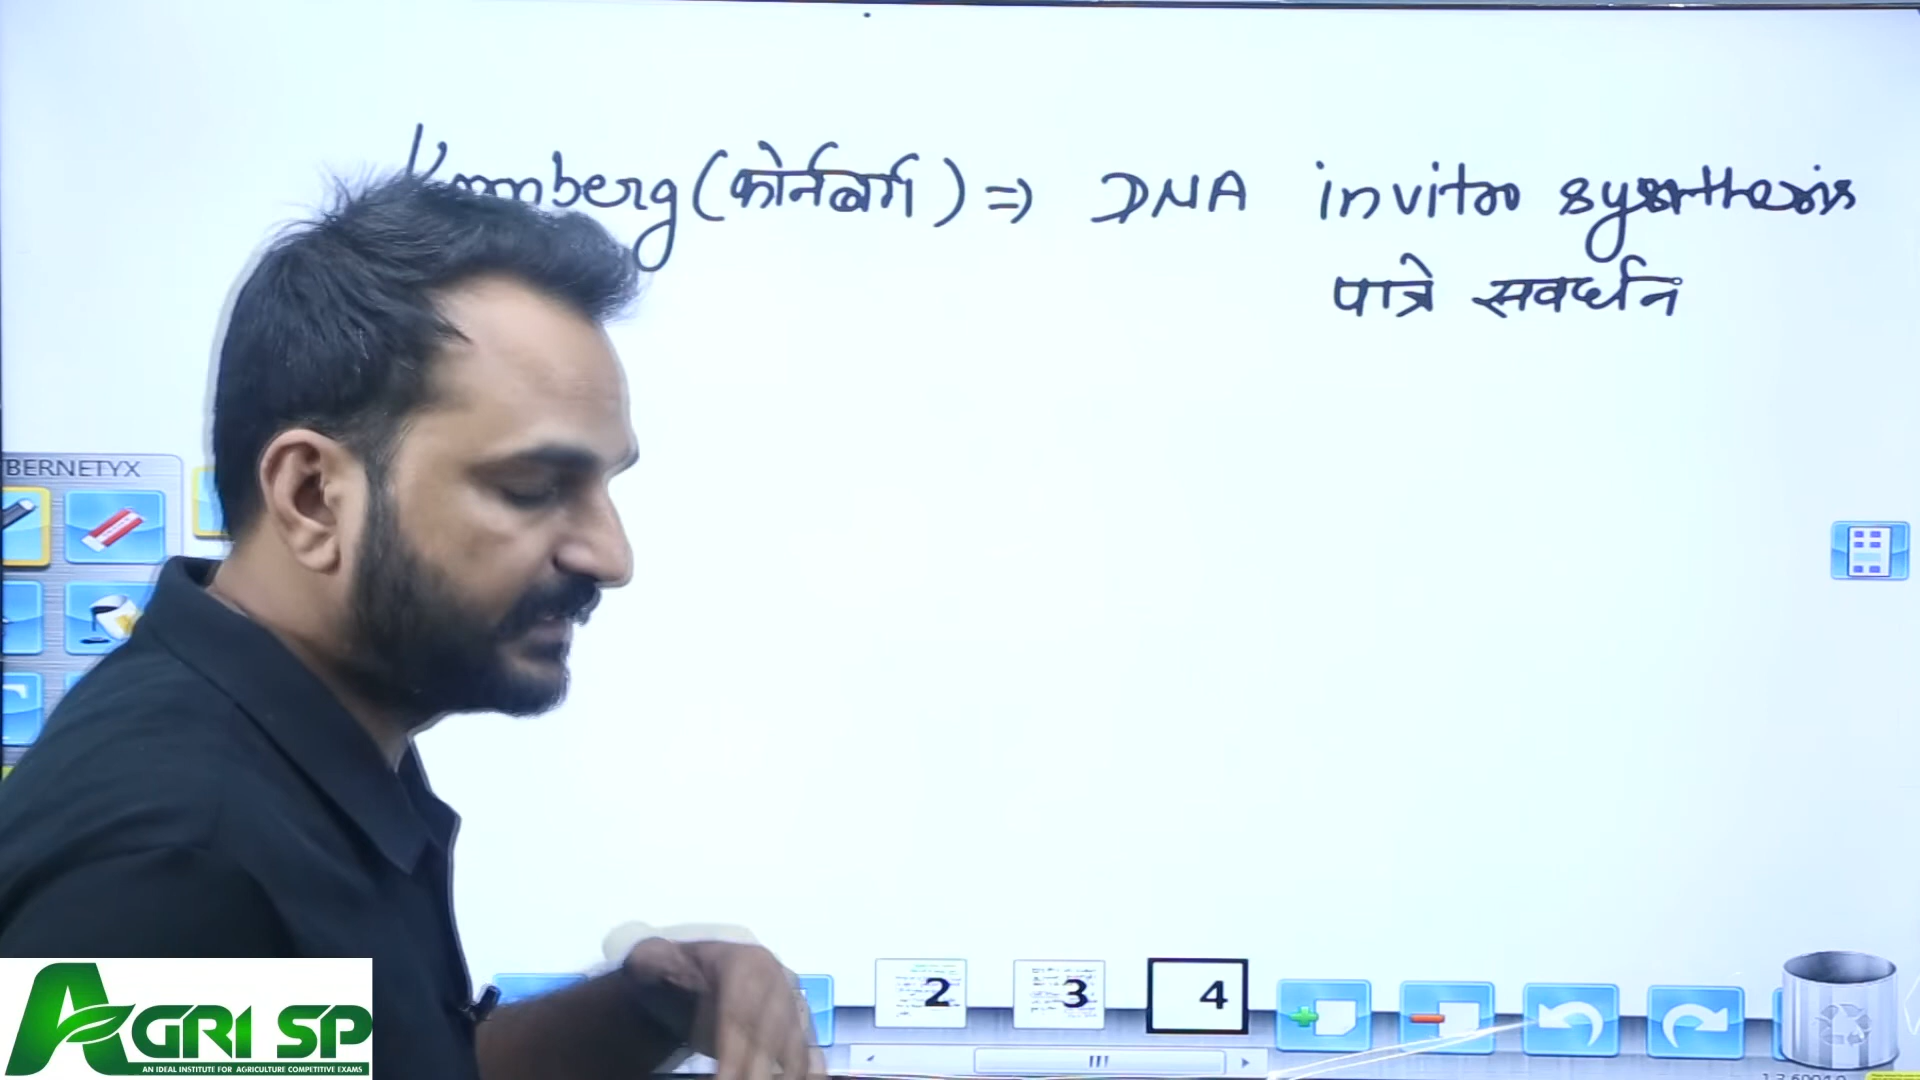 Kornberg (कोर्नबर्ग) => DNA invitro synthesis
पात्रे सवर्धन
BERNETYX
2 3 4
AGRI SP
AN IDEAL INSTITUTE FOR AGRICULTURE COMPETITIVE EXAMS